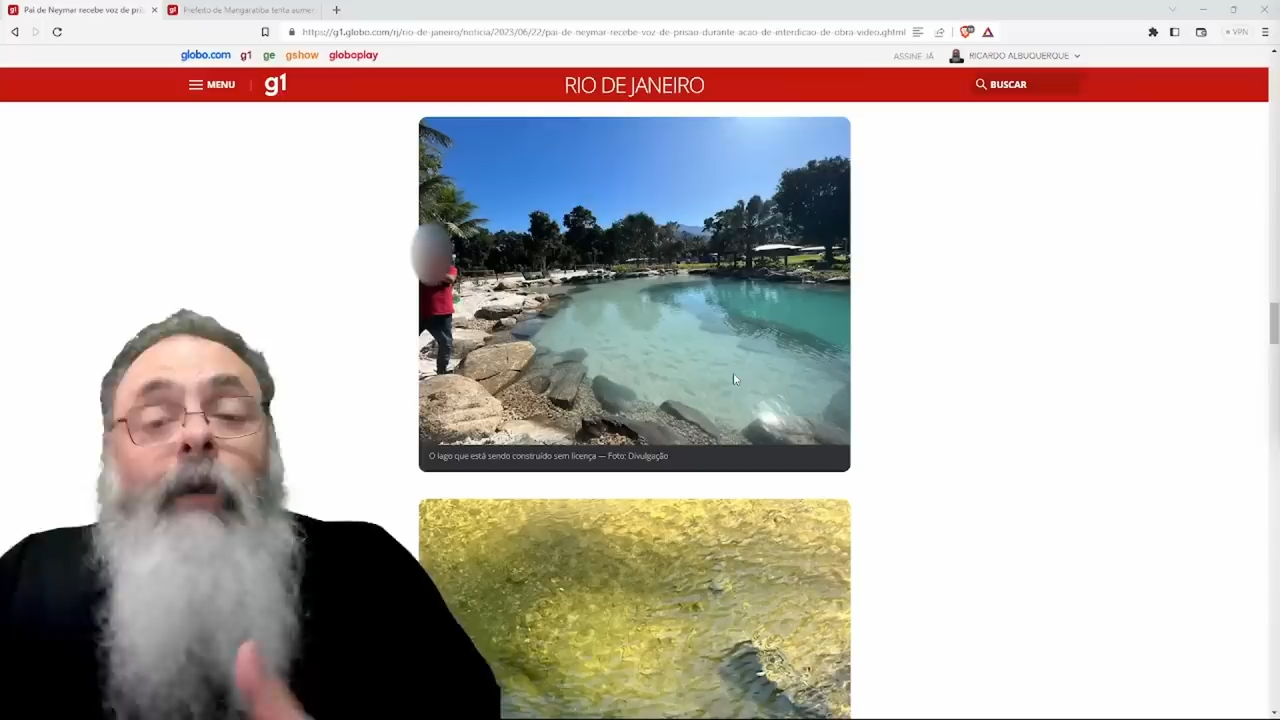 Pai de Neymar recebe voz de pris
Prefeito de Mangaratiba tenta aumen
https://g1.globo.com/rj/rio-de-janeiro/noticia/2023/06/22/pai-de-neymar-recebe-voz-de-prisao-durante-acao-de-interdicao-de-obra-video.ghtml
VPN
globo.com g1 ge gshow globoplay
ASSINE JÁ
RICARDO ALBUQUERQUE
MENU
g1
RIO DE JANEIRO
BUSCAR
O lago que está sendo construído sem licença — Foto: Divulgação